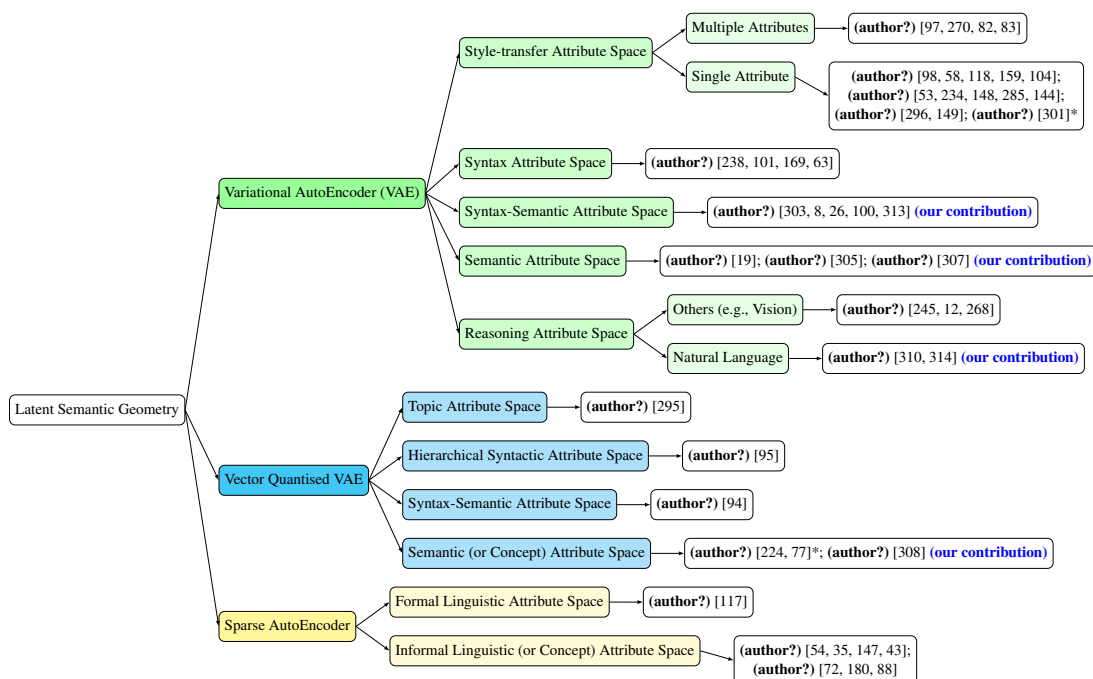 Latent Semantic Geometry
Variational AutoEncoder (VAE)
Style-transfer Attribute Space
Multiple Attributes
(author?) [97, 270, 82, 83]
Single Attribute
(author?) [98, 58, 118, 159, 104];
(author?) [53, 234, 148, 285, 144];
(author?) [296, 149]; (author?) [301]*
Syntax Attribute Space
(author?) [238, 101, 169, 63]
Syntax-Semantic Attribute Space
(author?) [303, 8, 26, 100, 313] (our contribution)
Semantic Attribute Space
(author?) [19]; (author?) [305]; (author?) [307] (our contribution)
Reasoning Attribute Space
Others (e.g., Vision)
(author?) [245, 12, 268]
Natural Language
(author?) [310, 314] (our contribution)
Vector Quantised VAE
Topic Attribute Space
(author?) [295]
Hierarchical Syntactic Attribute Space
(author?) [95]
Syntax-Semantic Attribute Space
(author?) [94]
Semantic (or Concept) Attribute Space
(author?) [224, 77]*; (author?) [308] (our contribution)
Sparse AutoEncoder
Formal Linguistic Attribute Space
(author?) [117]
Informal Linguistic (or Concept) Attribute Space
(author?) [54, 35, 147, 43];
(author?) [72, 180, 88]